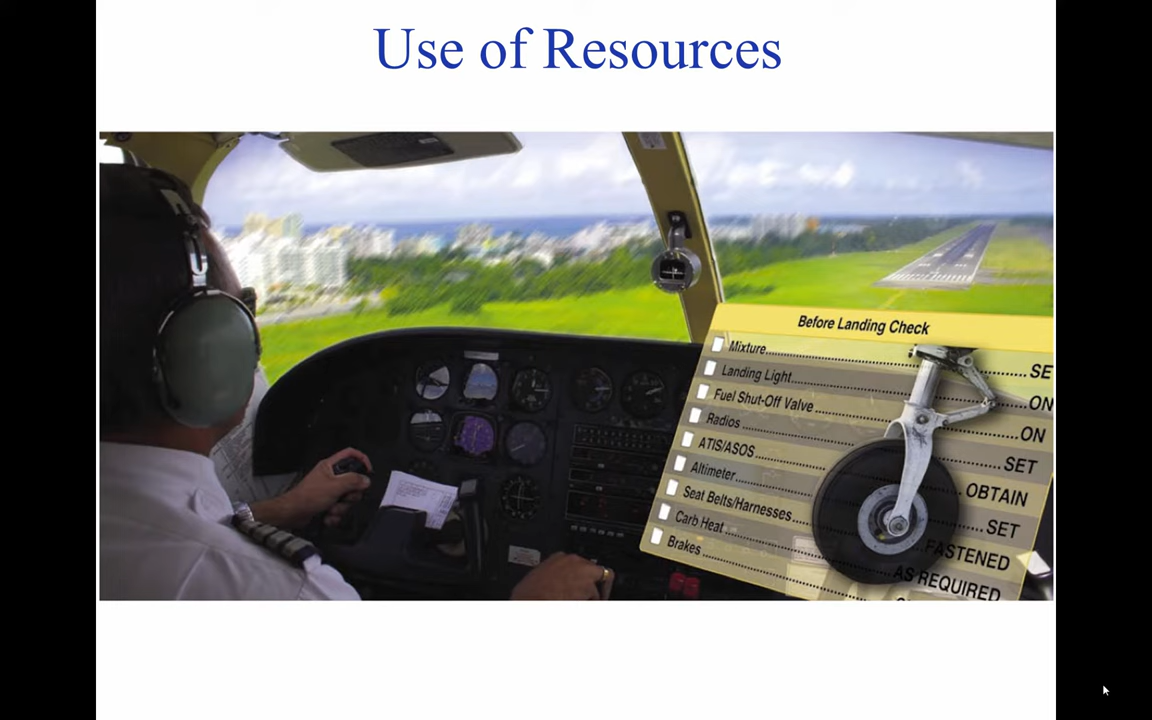 Use of Resources
Before Landing Check
Mixture.................SE
Landing Light.................ON
Fuel Shut-Off Valve.................ON
Radios.................SET
ATIS/ASOS.................OBTAIN
Altimeter.................SET
Seat Belts/Harnesses.................FASTENED
Carb Heat.................AS REQUIRED
Brakes.................